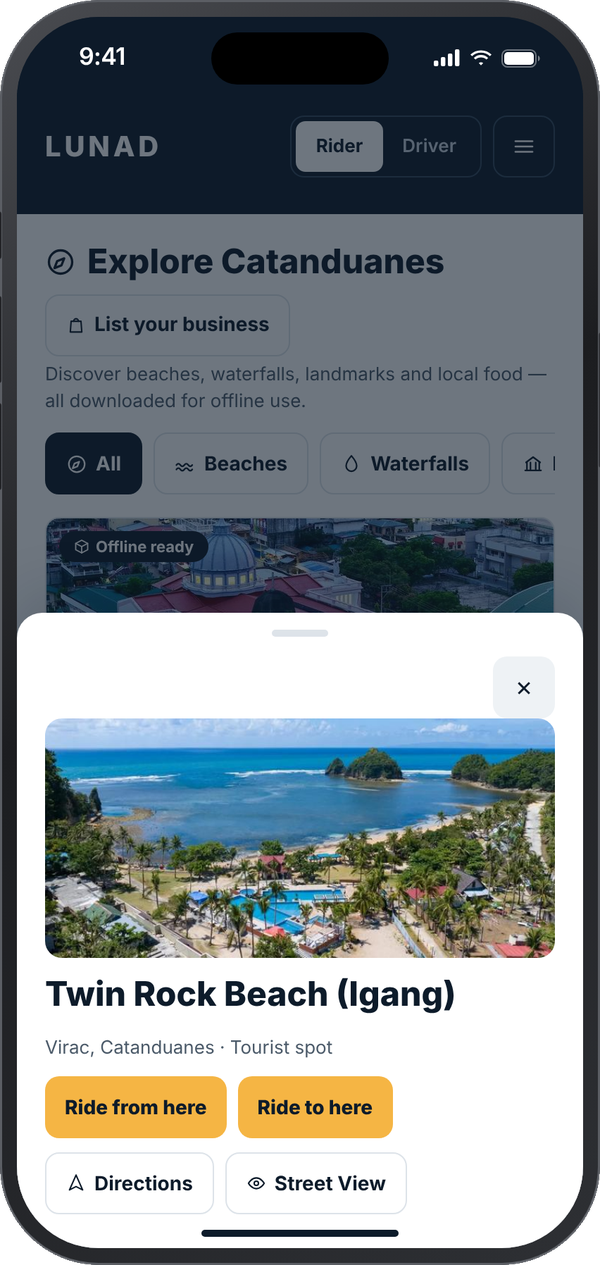 9:41
LUNAD
Rider
Driver
Explore Catanduanes
List your business
Discover beaches, waterfalls, landmarks and local food —
all downloaded for offline use.
All
Beaches
Waterfalls
Offline ready
Twin Rock Beach (Igang)
Virac, Catanduanes · Tourist spot
Ride from here
Ride to here
Directions
Street View